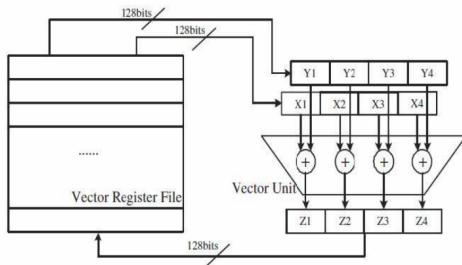 128bits
128bits
Y1 Y2 Y3 Y4
X1 X2 X3 X4
......
+ + + +
Vector Register File
Vector Unit
Z1 Z2 Z3 Z4
128bits